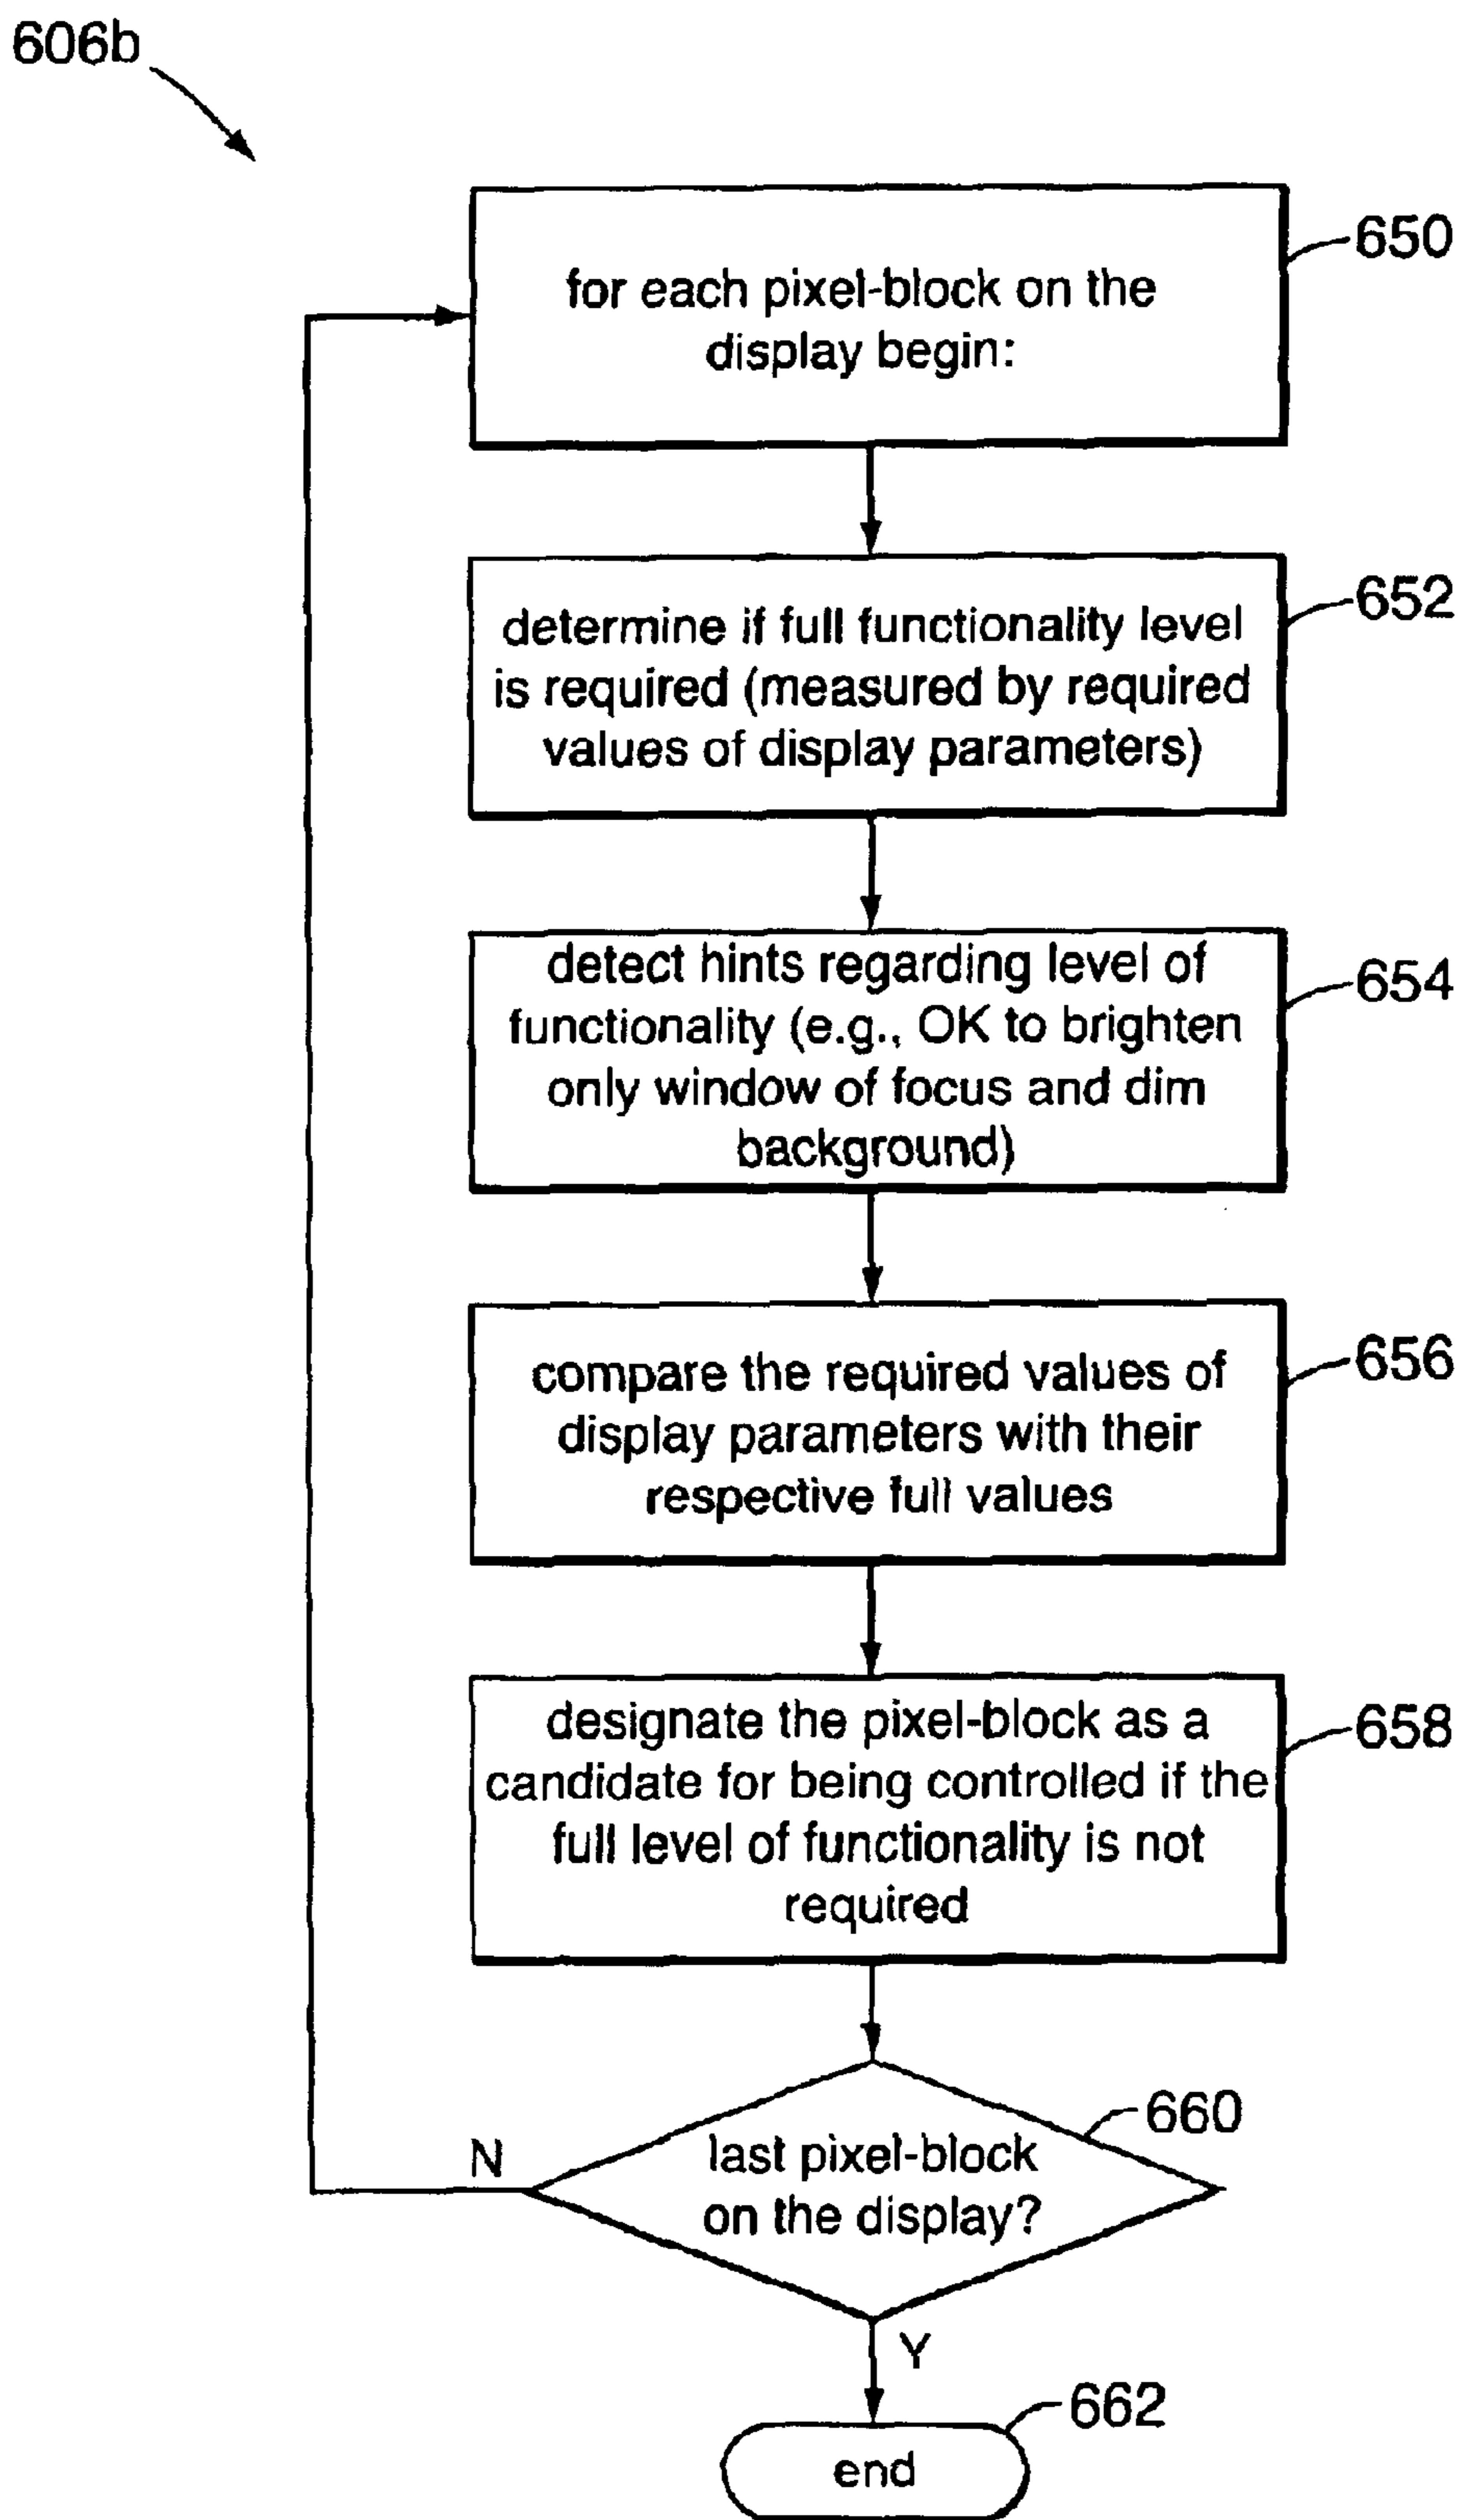 606b
for each pixel-block on the
display begin:
650
determine if full functionality level
is required (measured by required
values of display parameters)
652
detect hints regarding level of
functionality (e.g., OK to brighten
only window of focus and dim
background)
654
compare the required values of
display parameters with their
respective full values
656
designate the pixel-block as a
candidate for being controlled if the
full level of functionality is not
required
658
660
last pixel-block
on the display?
N
Y
662
end